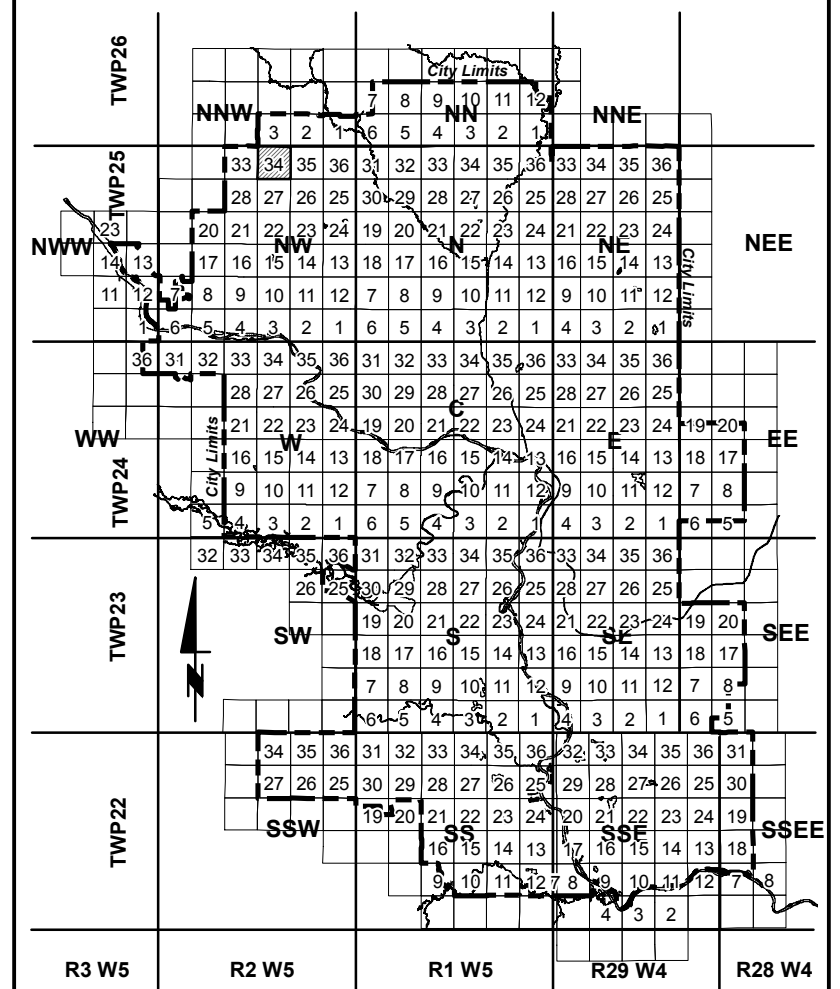 TWP26
City Limits
7 8 9 10 11 12
NNW NN NNE
3 2 1 6 5 4 3 2 1
TWP25
33 34 35 36 31 32 33 34 35 36 33 34 35 36
28 27 26 25 30 29 28 27 26 25 28 27 26 25
23 20 21 22 23 24 19 20 21 22 23 24 21 22 23 24
NWW NW N NE NEE
14 13 17 16 15 14 13 18 17 16 15 14 13 16 15 14 13
City Limits
11 12 7 8 9 10 11 12 7 8 9 10 11 12 9 10 11 12
1 6 5 4 3 2 1 6 5 4 3 2 1 4 3 2 1
36 31 32 33 34 35 36 31 32 33 34 35 36 33 34 35 36
28 27 26 25 30 29 28 27 26 25 28 27 26 25
C
21 22 23 24 19 20 21 22 23 24 21 22 23 24 19 20
WW W E EE
City Limits
16 15 14 13 18 17 16 15 14 13 16 15 14 13 18 17
TWP24
9 10 11 12 7 8 9 10 11 12 9 10 11 12 7 8
5 4 3 2 1 6 5 4 3 2 1 4 3 2 1 6 5
32 33 34 35 36 31 32 33 34 35 36 33 34 35 36
26 25 30 29 28 27 26 25 28 27 26 25
TWP23
19 20 21 22 23 24 21 22 23 24 19 20
SW S SE SEE
18 17 16 15 14 13 16 15 14 13 18 17
N
7 8 9 10 11 12 9 10 11 12 7 8
6 5 4 3 2 1 4 3 2 1 6 5
34 35 36 31 32 33 34 35 36 32 33 34 35 36 31
27 26 25 30 29 28 27 26 25 29 28 27 26 25 30
19 20 21 22 23 24 20 21 22 23 24 19
SSW SS SSE SSEE
TWP22
16 15 14 13 17 16 15 14 13 18
9 10 11 12 7 8 9 10 11 12 7 8
4 3 2
R3 W5 R2 W5 R1 W5 R29 W4 R28 W4